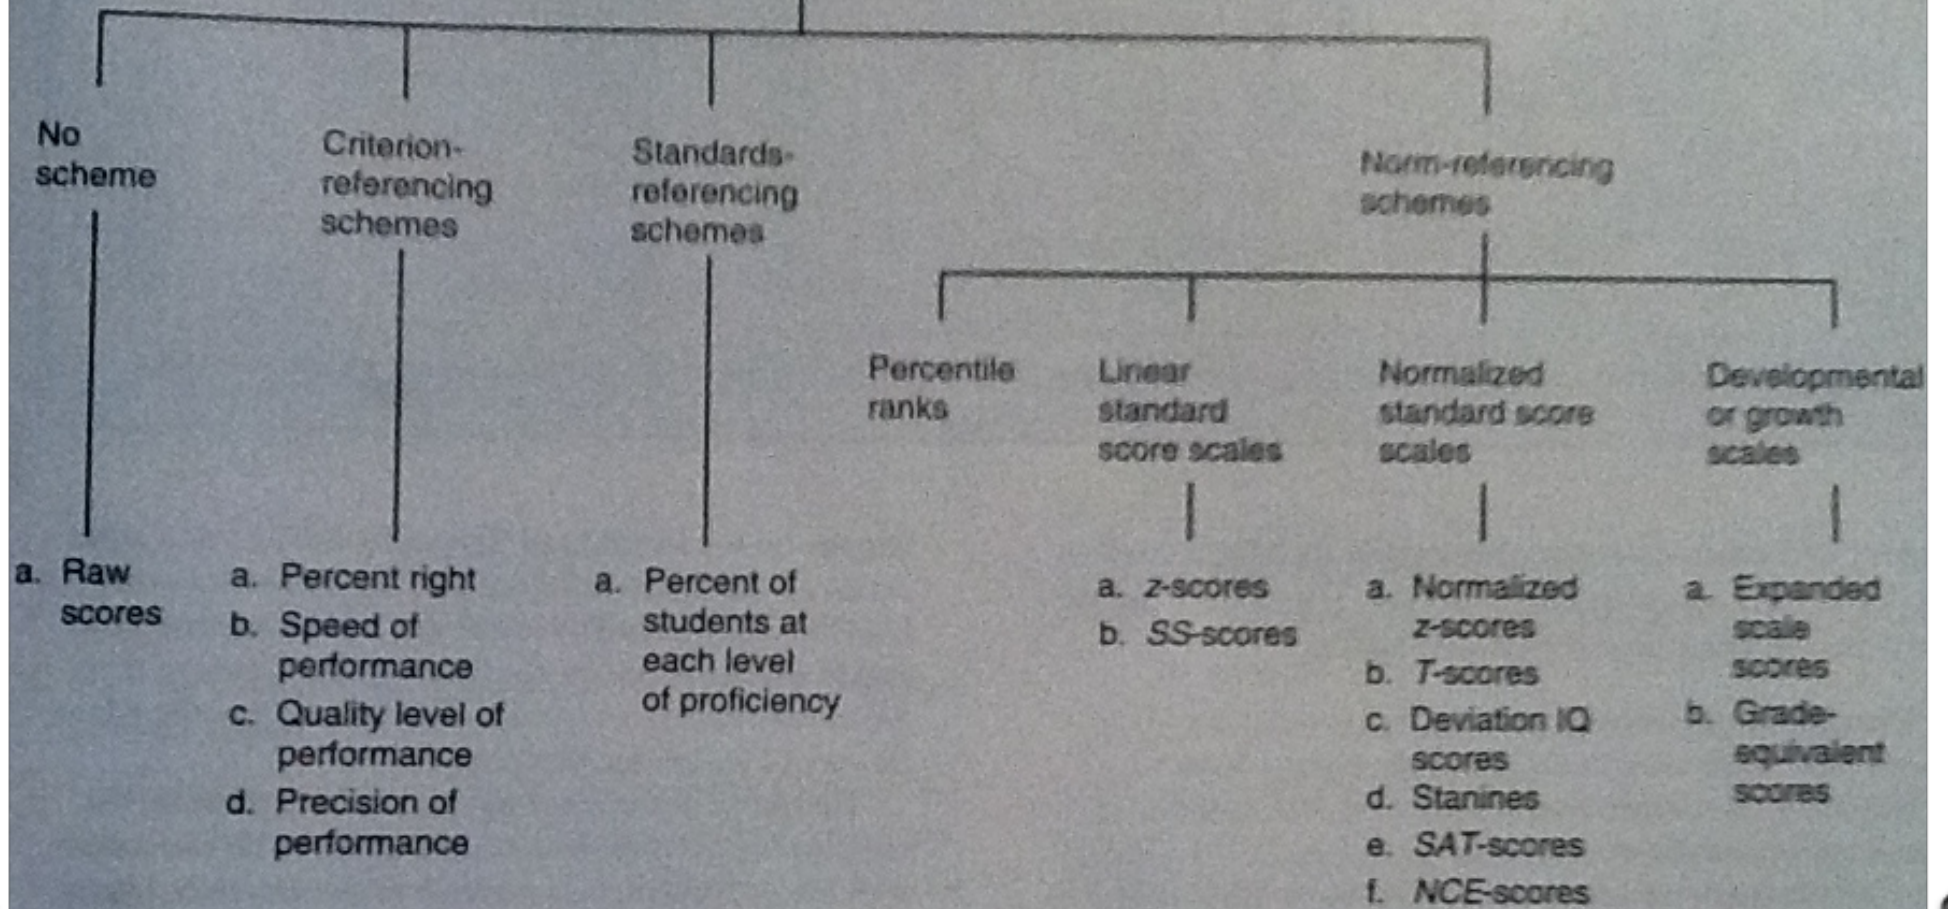 No
scheme
Criterion-
referencing
schemes
Standards-
referencing
schemes
Norm-referencing
schemes
Percentile
ranks
Linear
standard
score scales
Normalized
standard score
scales
Developmental
or growth
scales
a. Raw
scores
a. Percent right
b. Speed of
performance
c. Quality level of
performance
d. Precision of
performance
a. Percent of
students at
each level
of proficiency
a. z-scores
b. SS-scores
a. Normalized
z-scores
b. T-scores
c. Deviation IQ
scores
d. Stanines
e. SAT-scores
f. NCE-scores
a. Expanded
scale
scores
b. Grade-
equivalent
scores